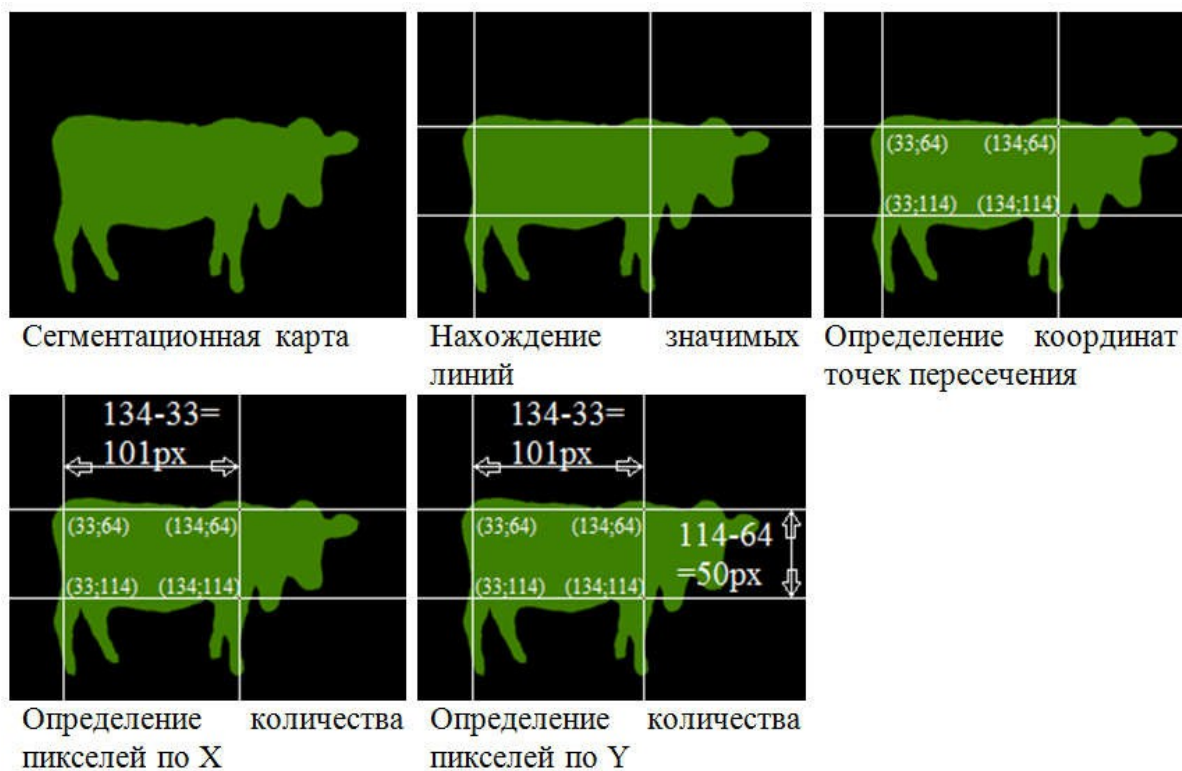 Сегментационная карта
Нахождение значимых
линий
(33;64) (134;64)
(33;114) (134;114)
Определение координат
точек пересечения
134-33=
101px
(33;64) (134;64)
(33;114) (134;114)
Определение количества
пикселей по X
134-33=
101px
(33;64) (134;64)
114-64
=50px
(33;114) (134;114)
Определение количества
пикселей по Y